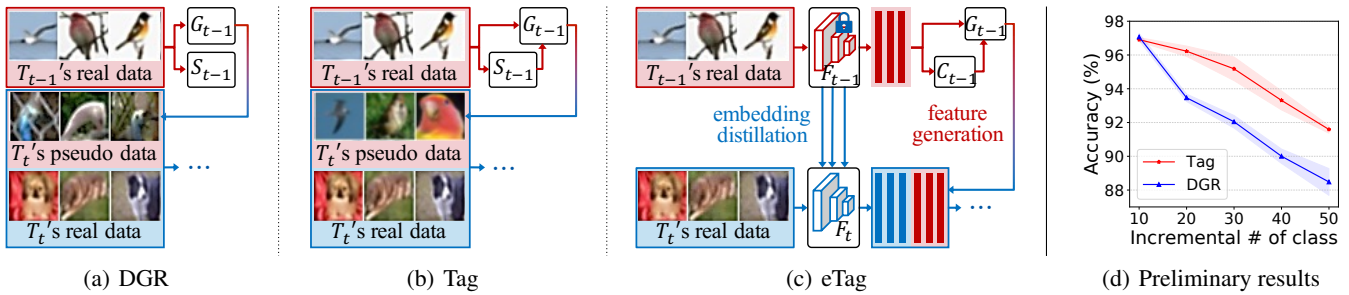 T_{t−1}'s real data
G_{t−1}
S_{t−1}
T_t's pseudo data
...
T_t's real data
(a) DGR
T_{t−1}'s real data
G_{t−1}
S_{t−1}
T_t's pseudo data
...
T_t's real data
(b) Tag
T_{t−1}'s real data
F_{t−1}
G_{t−1}
C_{t−1}
embedding
distillation
feature
generation
T_t's real data
F_t
...
(c) eTag
Accuracy (%)
98
96
94
92
90
88
Tag
DGR
10 20 30 40 50
Incremental # of class
(d) Preliminary results